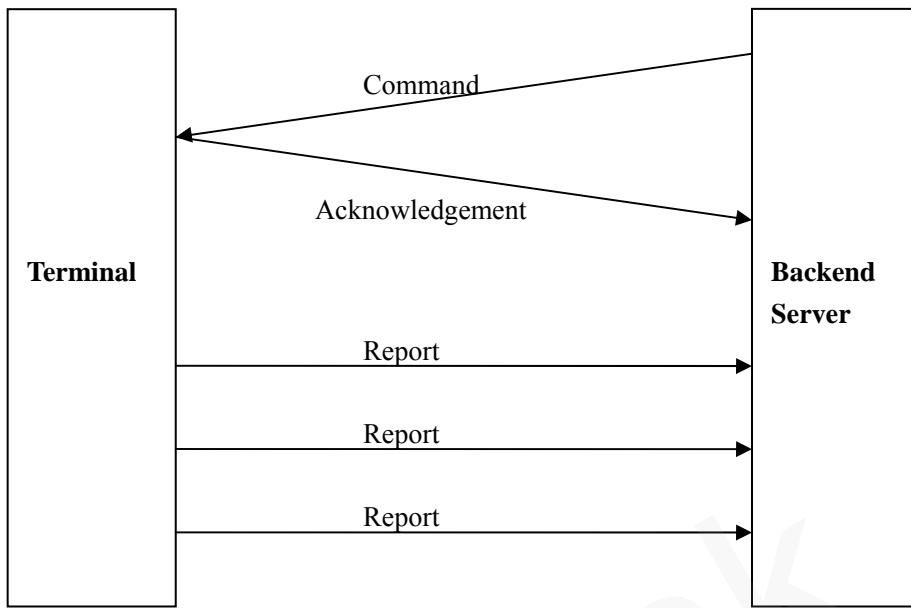 Command
Acknowledgement
Terminal
Backend
Server
Report
Report
Report